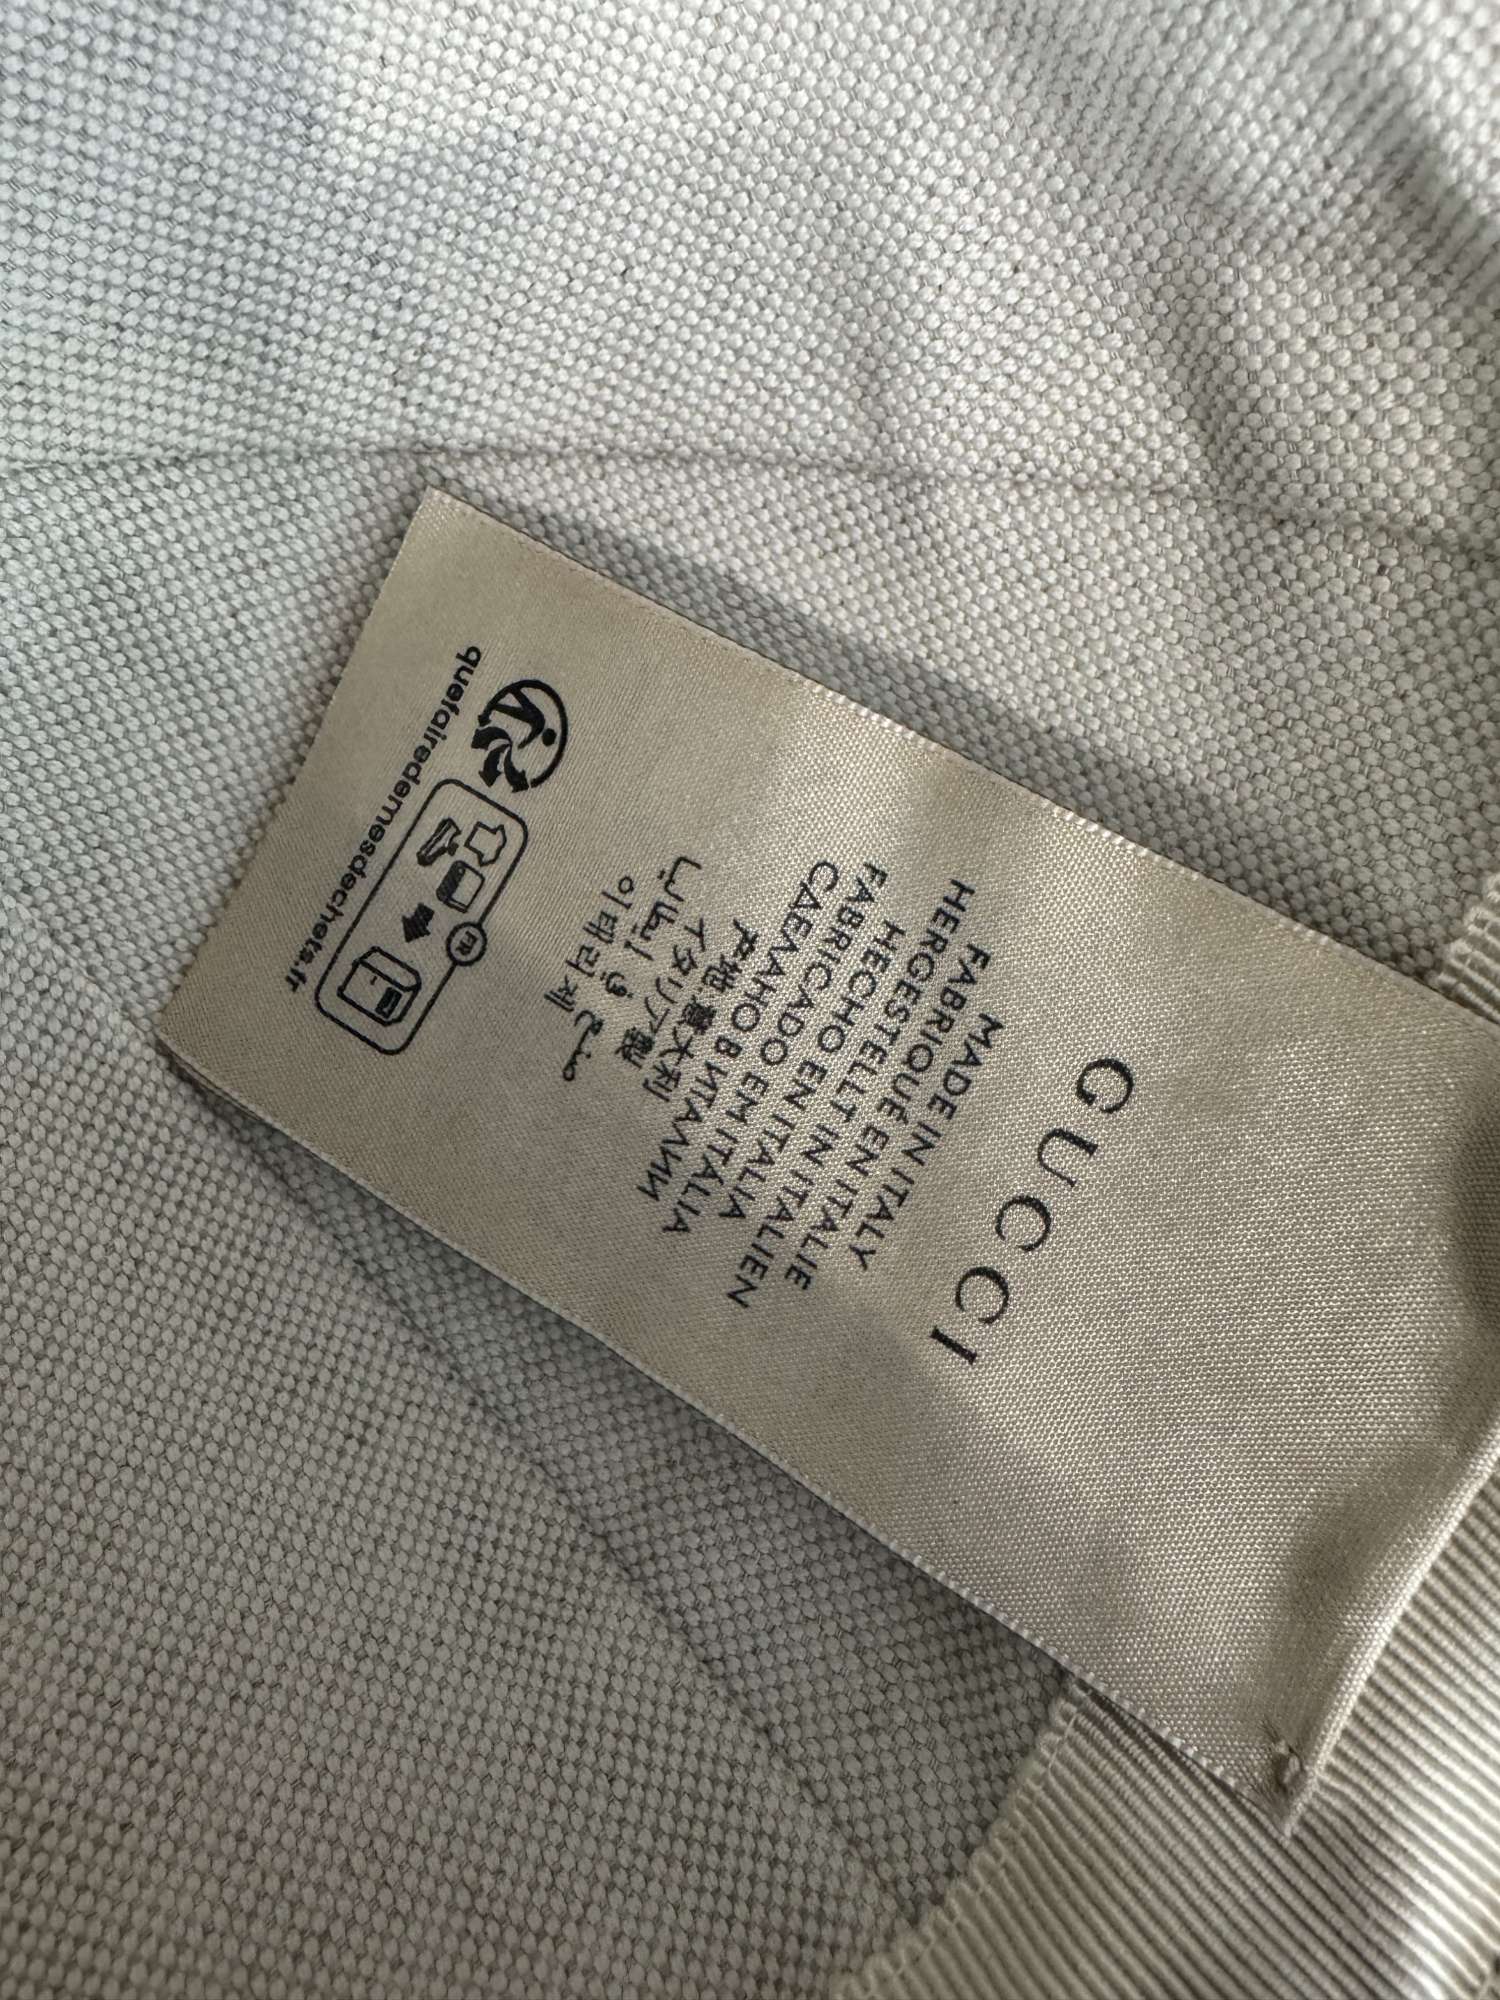 GUCCI
MADE IN ITALY
FABRIQUÉ EN ITALIE
HERGESTELLT IN ITALIEN
HECHO EN ITALIA
FABRICADO EM ITÁLIA
СДЕЛАНО В ИТАЛИИ
产地意大利
イタリア製
صنع في إيطاليا
이태리제
FR
quefairedemesdechets.fr